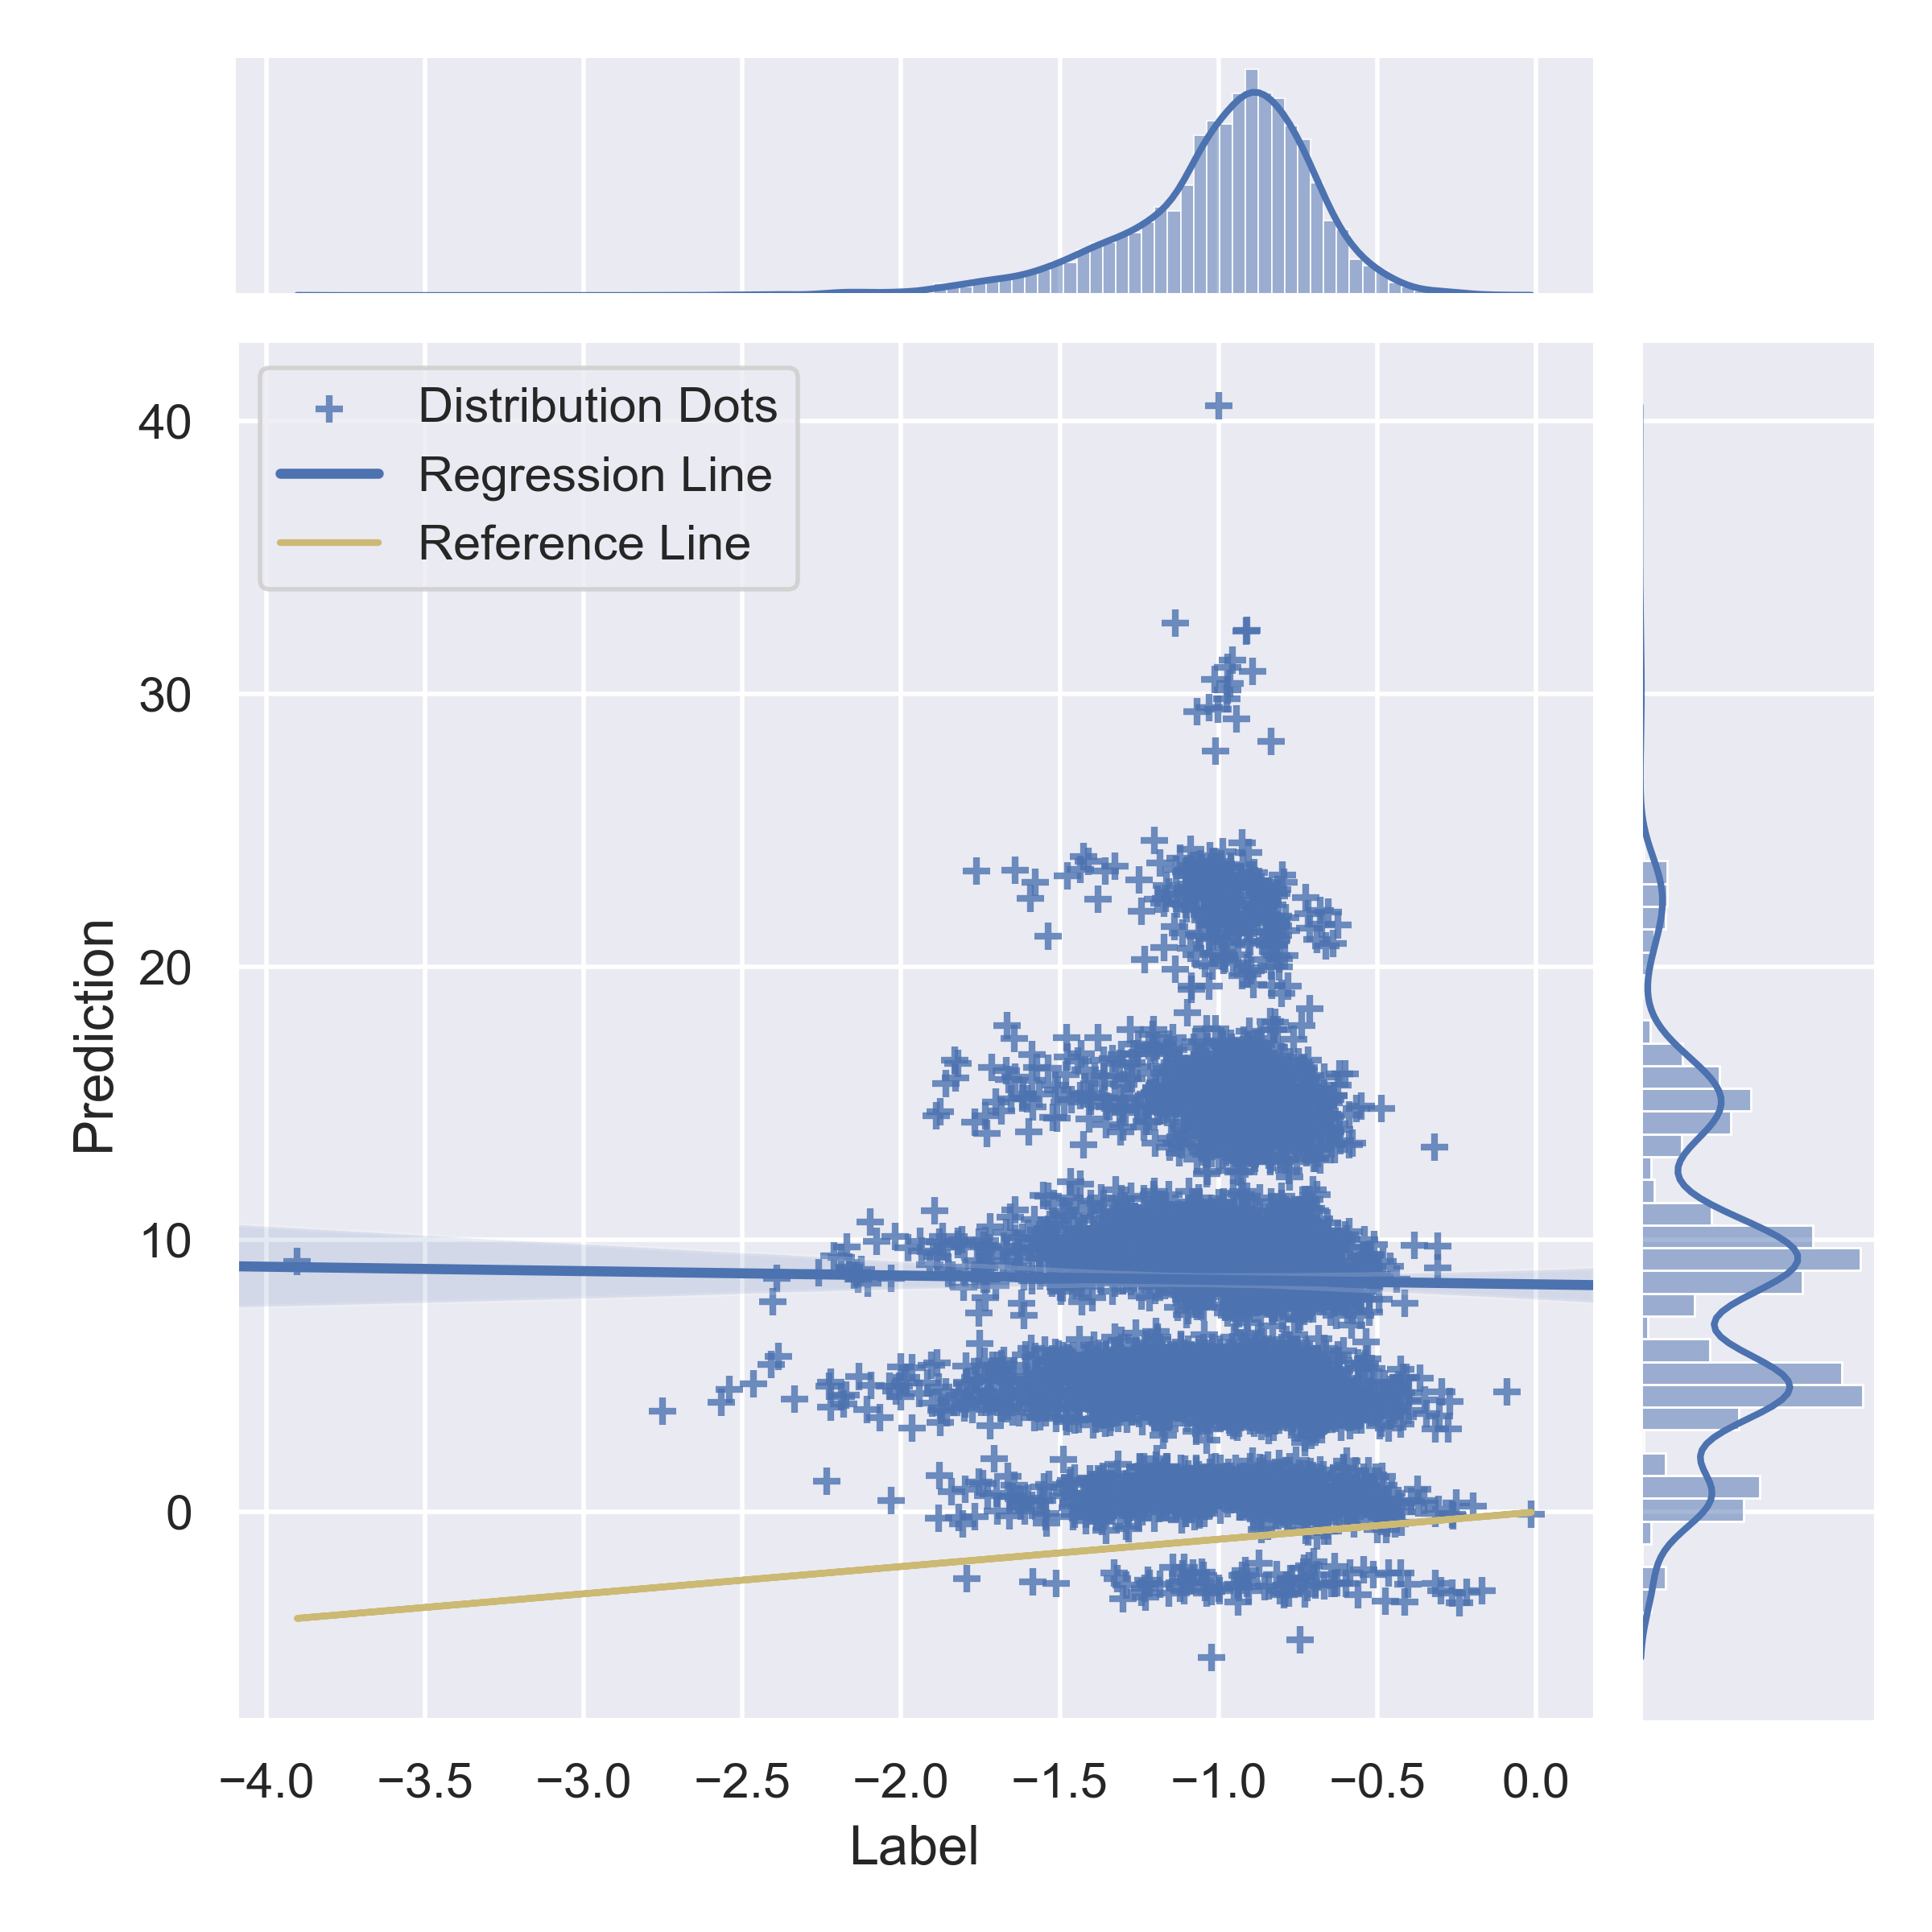 Distribution Dots
Regression Line
Reference Line
40
30
20
10
0
Prediction
−4.0 −3.5 −3.0 −2.5 −2.0 −1.5 −1.0 −0.5 0.0
Label